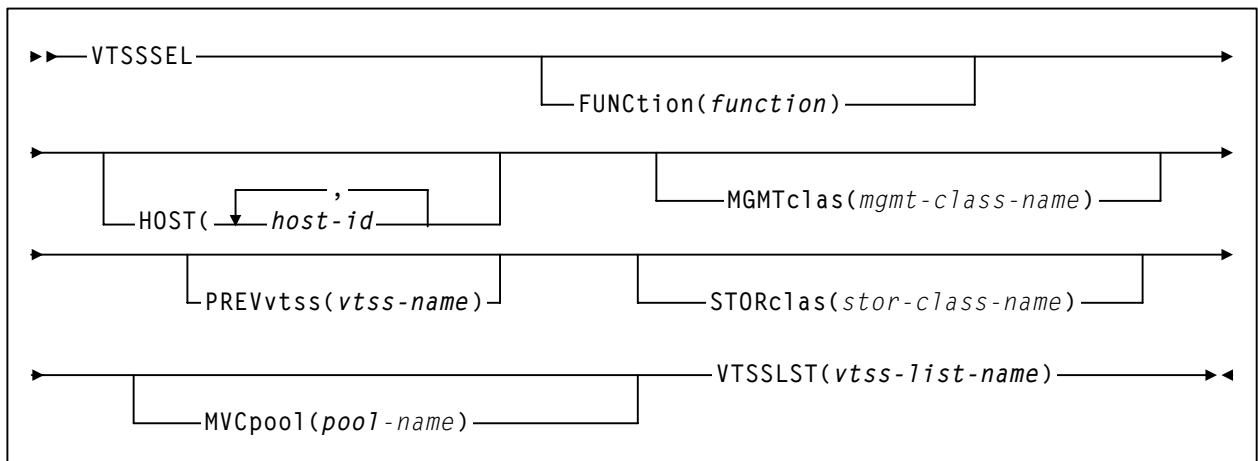 VTSSSEL
FUNCtion(function)
,
HOST( host-id
MGMTclas(mgmt-class-name)
PREVvtss(vtss-name)
STORclas(stor-class-name)
VTSSLST(vtss-list-name)
MVCpool(pool-name)